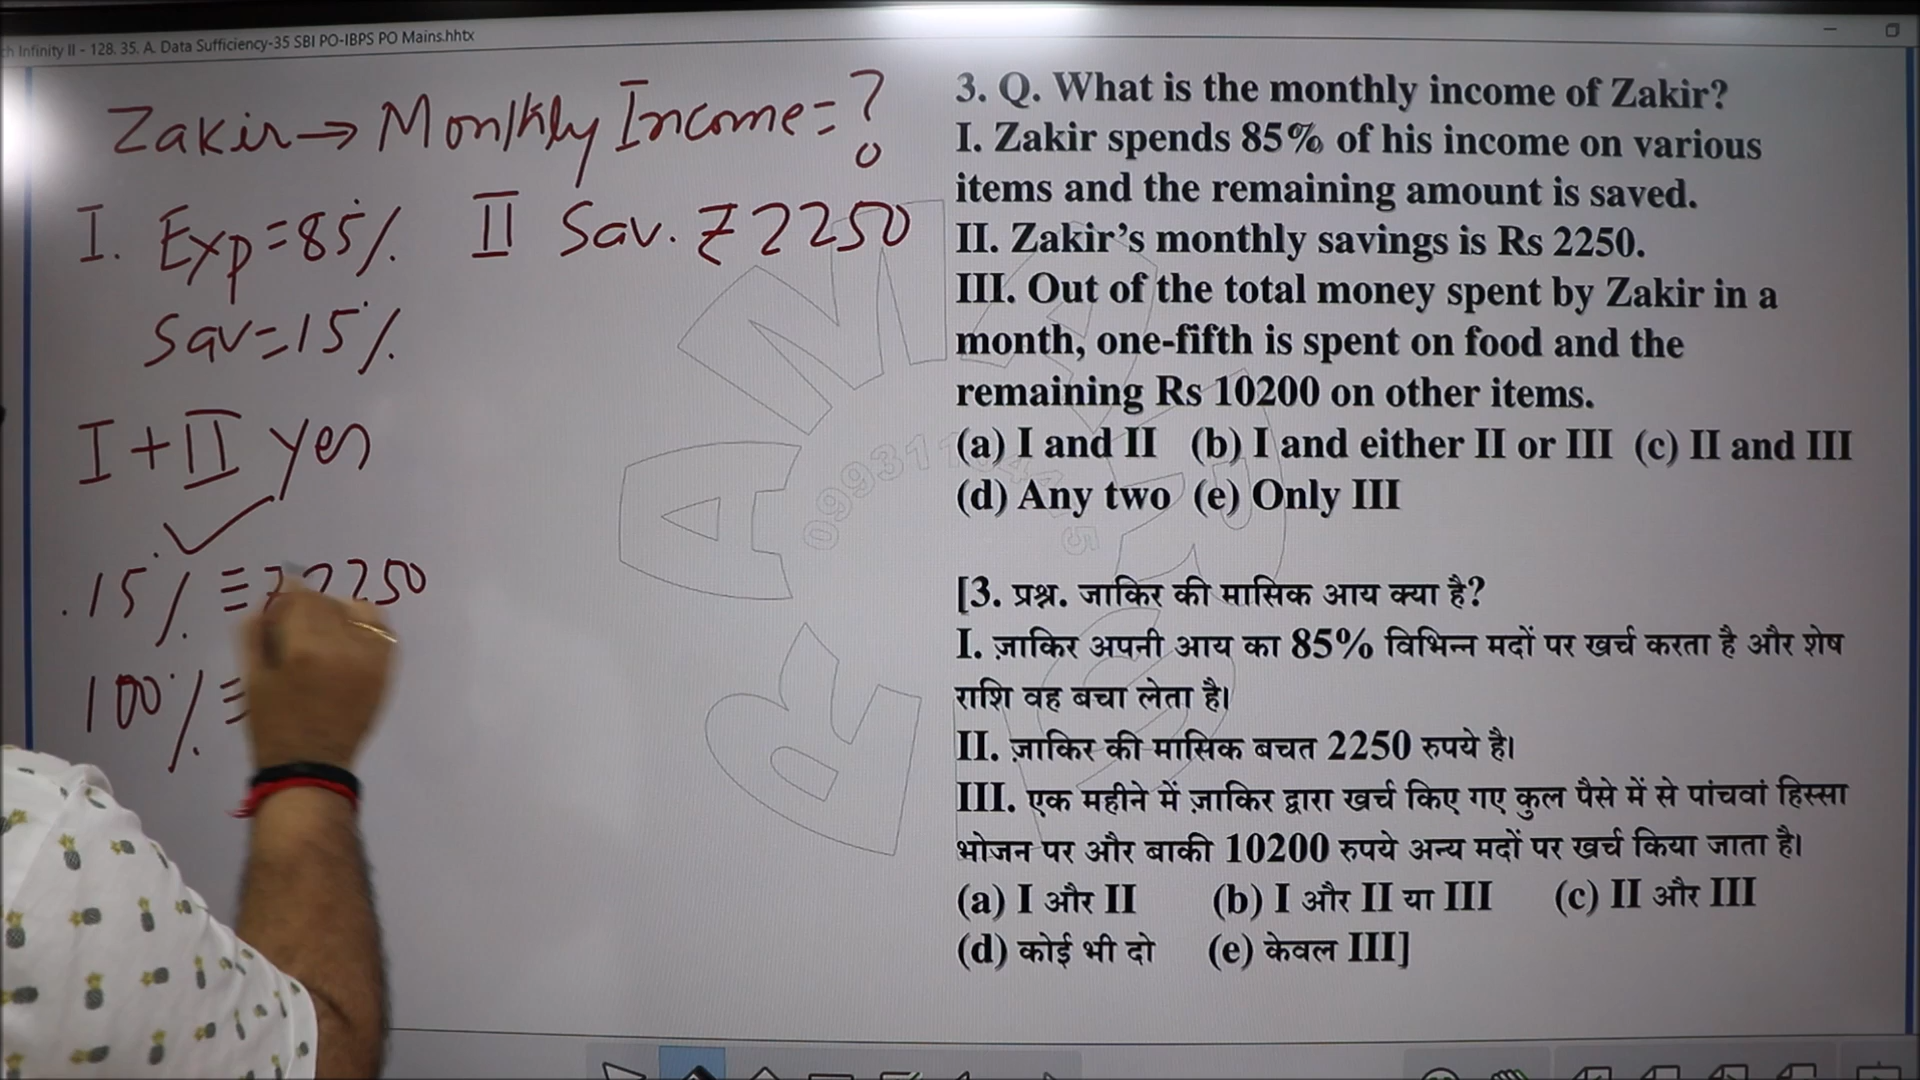 ch Infinity II - 128. 35. A. Data Sufficiency-35 SBI PO-IBPS PO Mains.hhtx
Zakir → Monthly Income = ?
I. Exp = 85% II Sav. ₹2250
Sav = 15%
I + II Yes
15% ≡ ₹2250
100% ≡
3. Q. What is the monthly income of Zakir?
I. Zakir spends 85% of his income on various
items and the remaining amount is saved.
II. Zakir’s monthly savings is Rs 2250.
III. Out of the total money spent by Zakir in a
month, one-fifth is spent on food and the
remaining Rs 10200 on other items.
(a) I and II (b) I and either II or III (c) II and III
(d) Any two (e) Only III
[3. प्रश्न. जाकिर की मासिक आय क्या है?
I. ज़ाकिर अपनी आय का 85% विभिन्न मदों पर खर्च करता है और शेष
राशि वह बचा लेता है।
II. ज़ाकिर की मासिक बचत 2250 रुपये है।
III. एक महीने में ज़ाकिर द्वारा खर्च किए गए कुल पैसे में से पांचवां हिस्सा
भोजन पर और बाकी 10200 रुपये अन्य मदों पर खर्च किया जाता है।
(a) I और II (b) I और II या III (c) II और III
(d) कोई भी दो (e) केवल III]